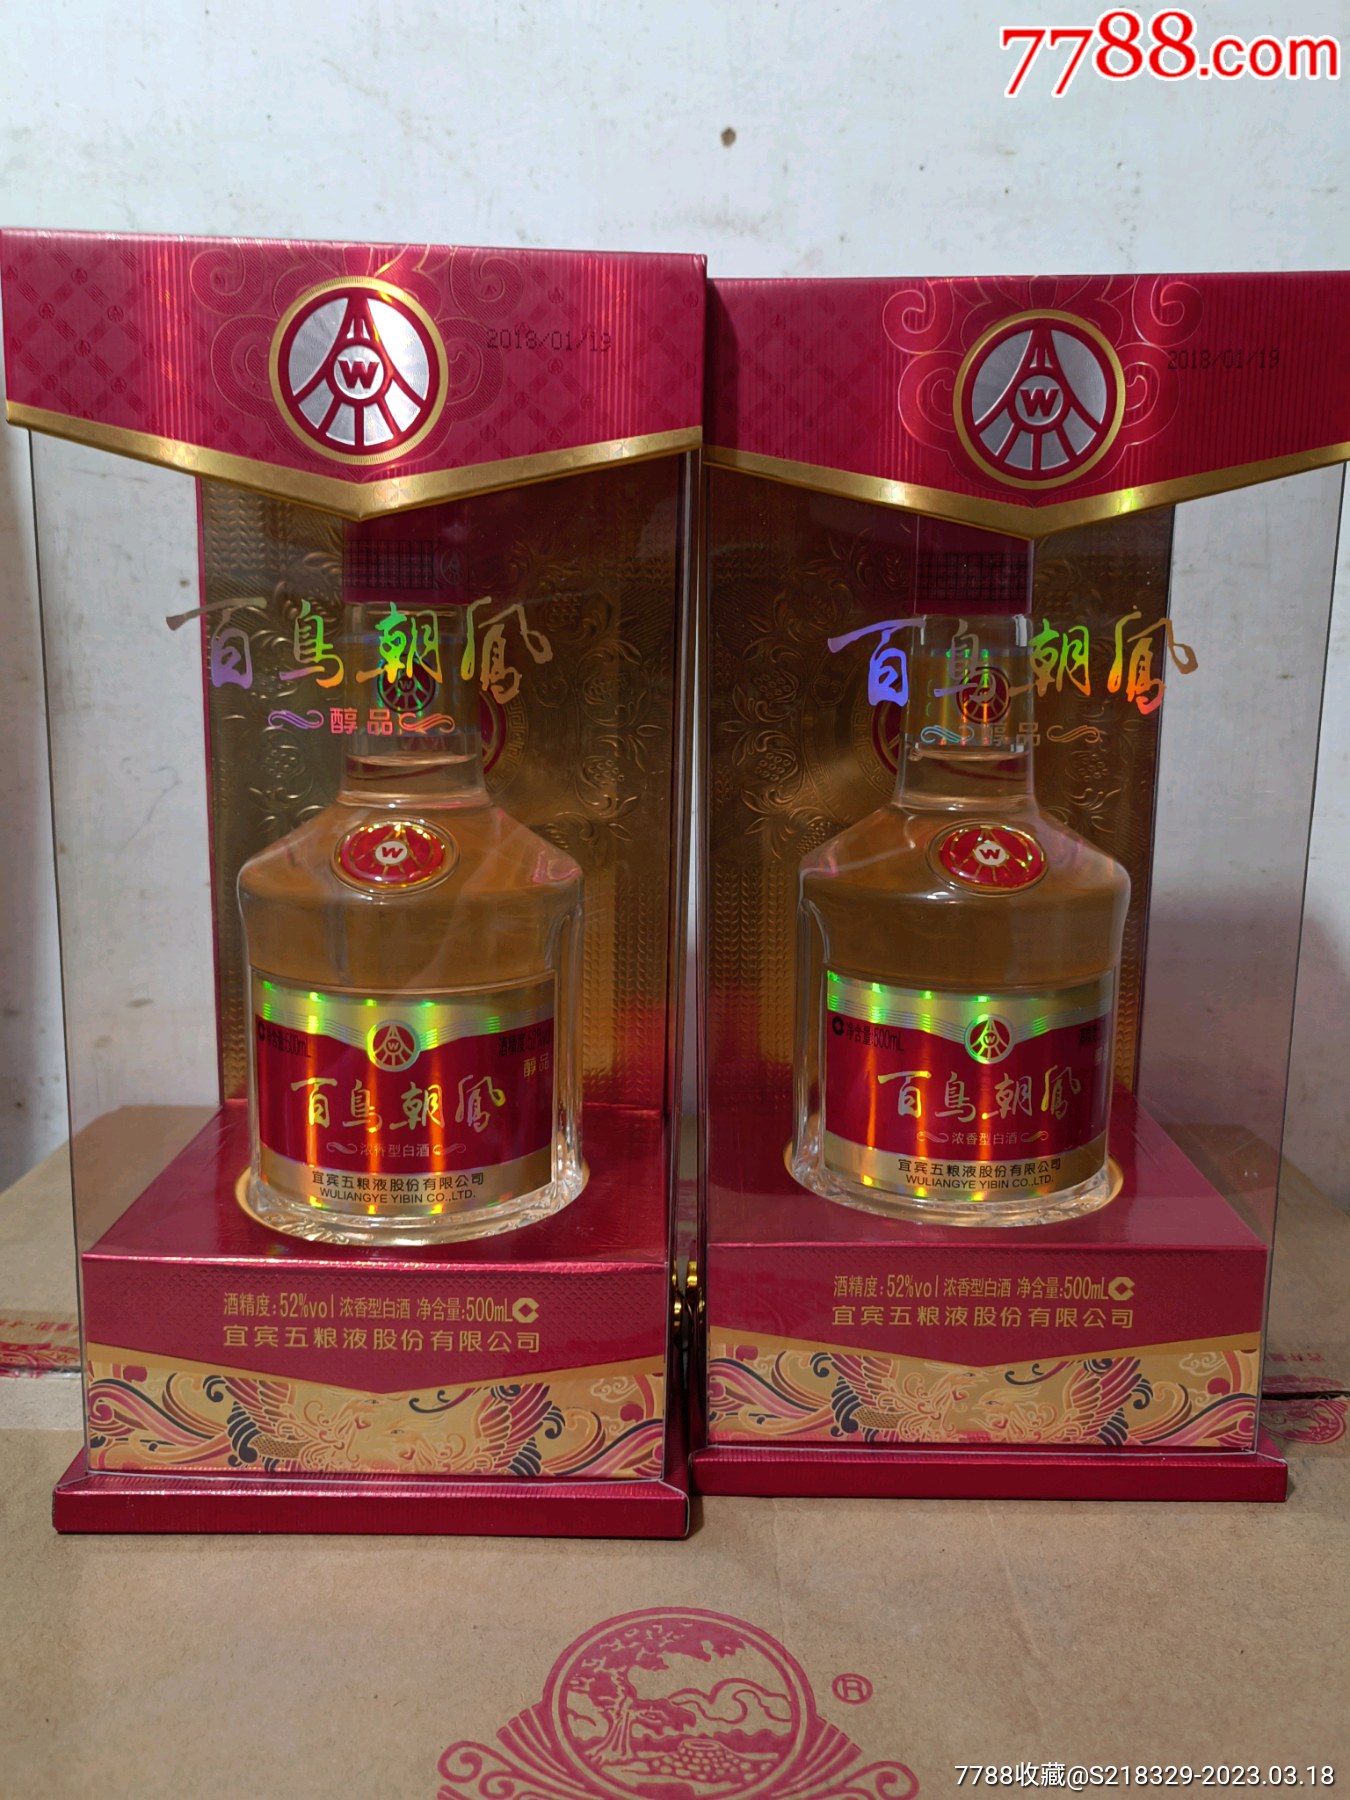 7788.com
2018/01/19
2018/01/19
W
W
百鳥朝鳳
醇品
百鳥朝鳳
醇品
W
W
净含量:500mL
酒精度:52%vol
醇品
百鳥朝鳳
浓香型白酒
宜宾五粮液股份有限公司
WULIANGYE YIBIN CO.,LTD.
净含量:500mL
百鳥朝鳳
浓香型白酒
宜宾五粮液股份有限公司
WULIANGYE YIBIN CO.,LTD.
酒精度:52%vol 浓香型白酒 净含量:500mL
宜宾五粮液股份有限公司
酒精度:52%vol 浓香型白酒 净含量:500mL
宜宾五粮液股份有限公司
®
7788收藏@S218329-2023.03.18